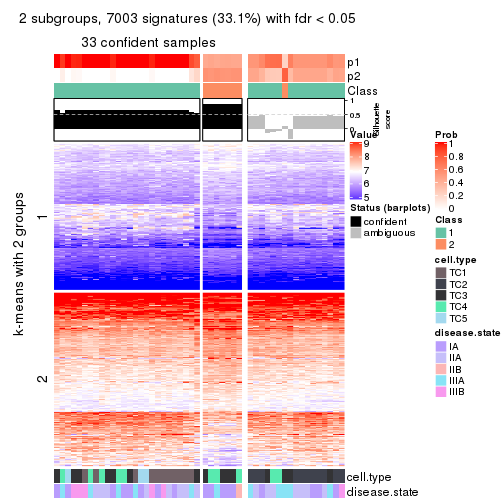 2 subgroups, 7003 signatures (33.1%) with fdr < 0.05
33 confident samples
p1
p2
Class
1
0.5
0
Silhouette
score
k-means with 2 groups
1
2
cell.type
disease.state
Value
9
8
7
6
5
Status (barplots)
confident
ambiguous
Prob
1
0.8
0.6
0.4
0.2
0
Class
1
2
cell.type
TC1
TC2
TC3
TC4
TC5
disease.state
IA
IIA
IIB
IIIA
IIIB